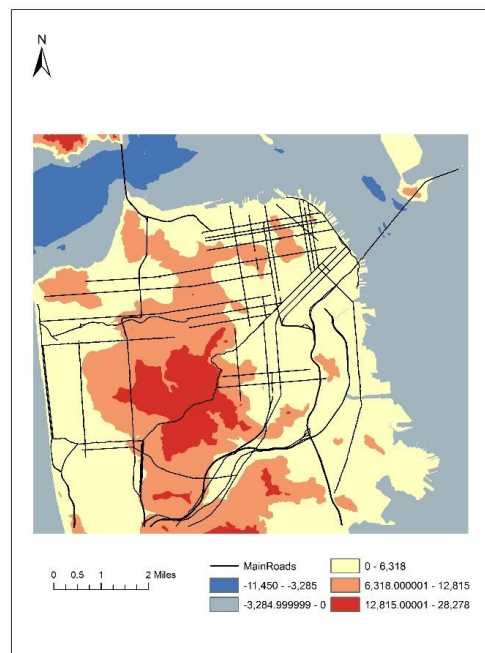 N
0 0.5 1 2 Miles
MainRoads
-11,450 - -3,285
-3,284.999999 - 0
0 - 6,318
6,318.000001 - 12,815
12,815.00001 - 28,278